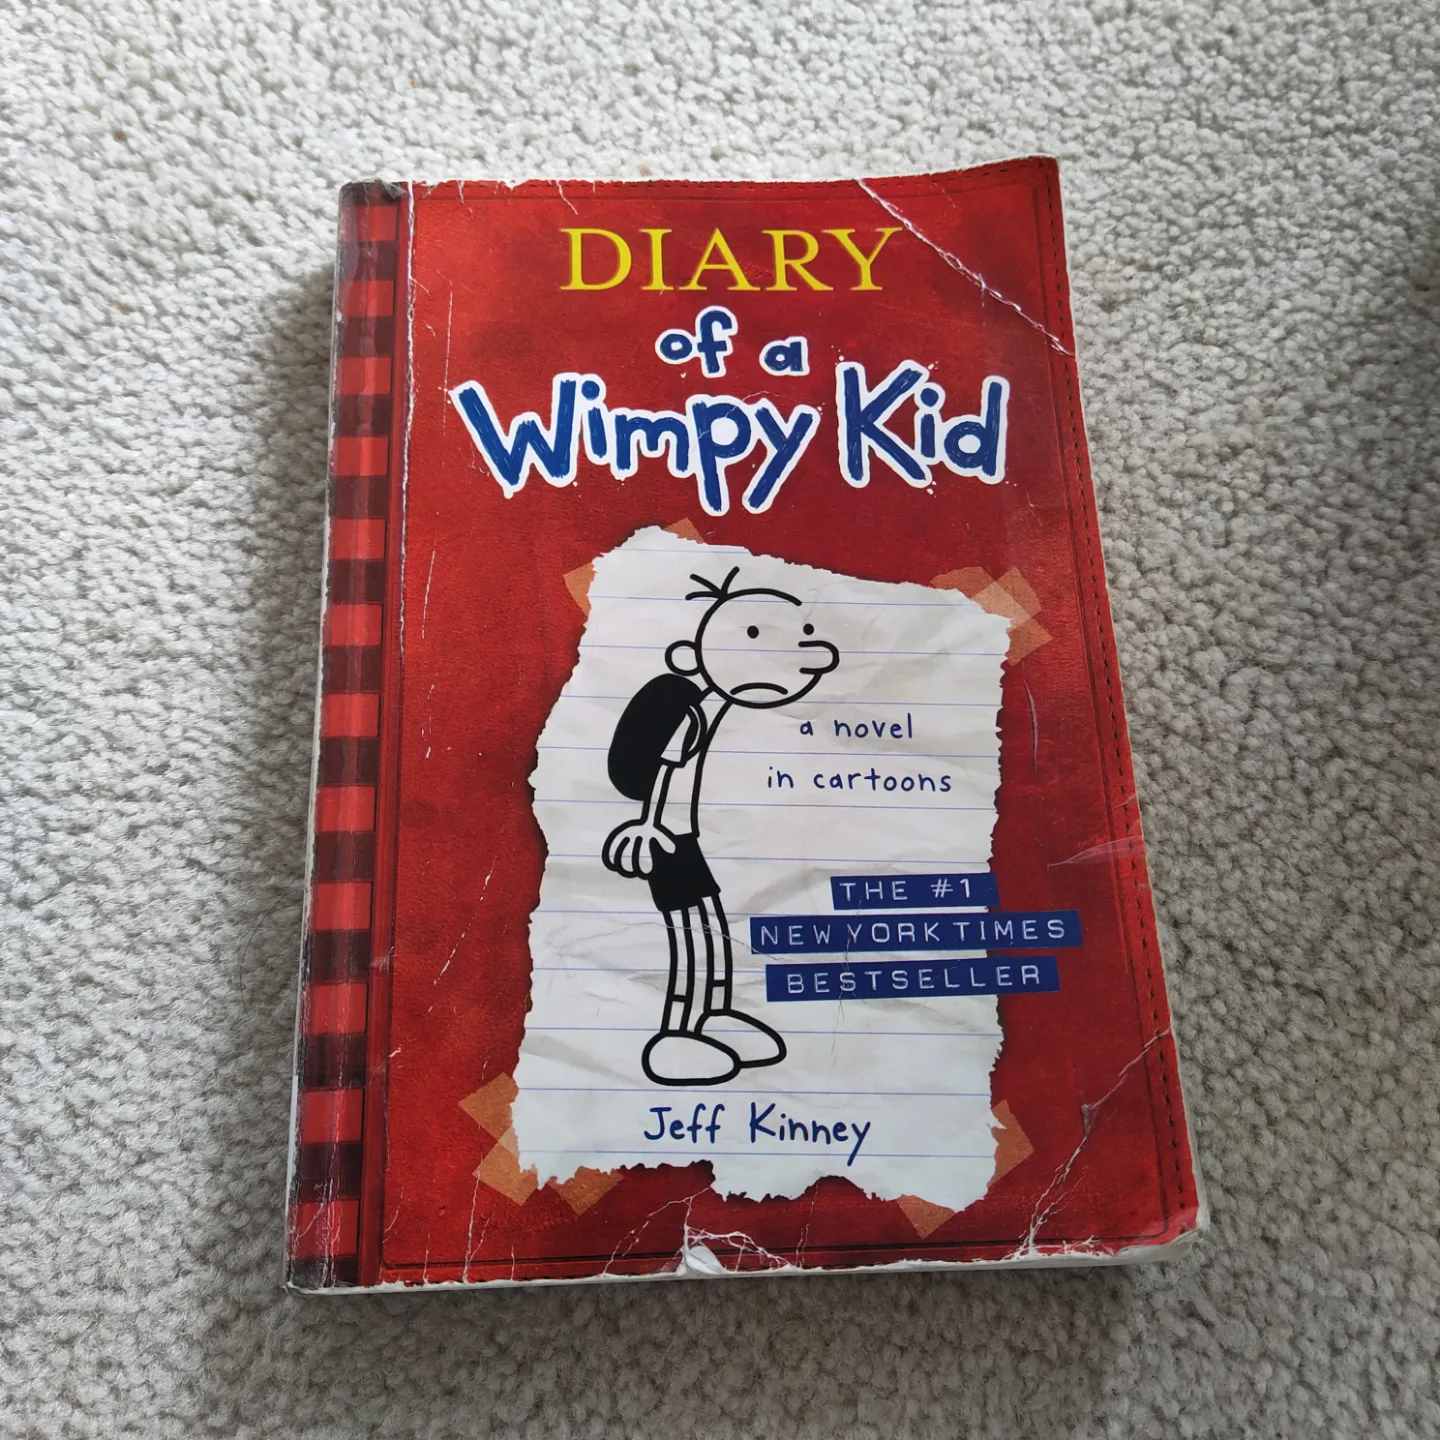 DIARY
of a
Wimpy Kid
a novel
in cartoons
THE #1
NEW YORK TIMES
BESTSELLER
Jeff Kinney